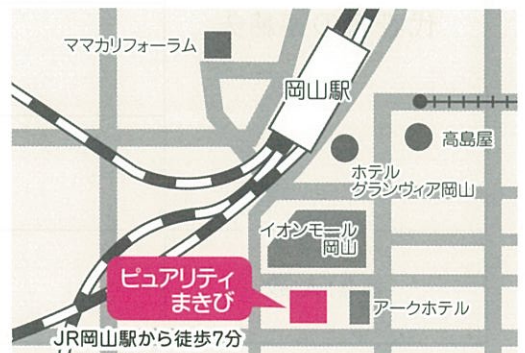 ママカリフォーラム
岡山駅
高島屋
ホテル
グランヴィア岡山
イオンモール
岡山
ピュアリティ
まきび
アークホテル
JR岡山駅から徒歩7分